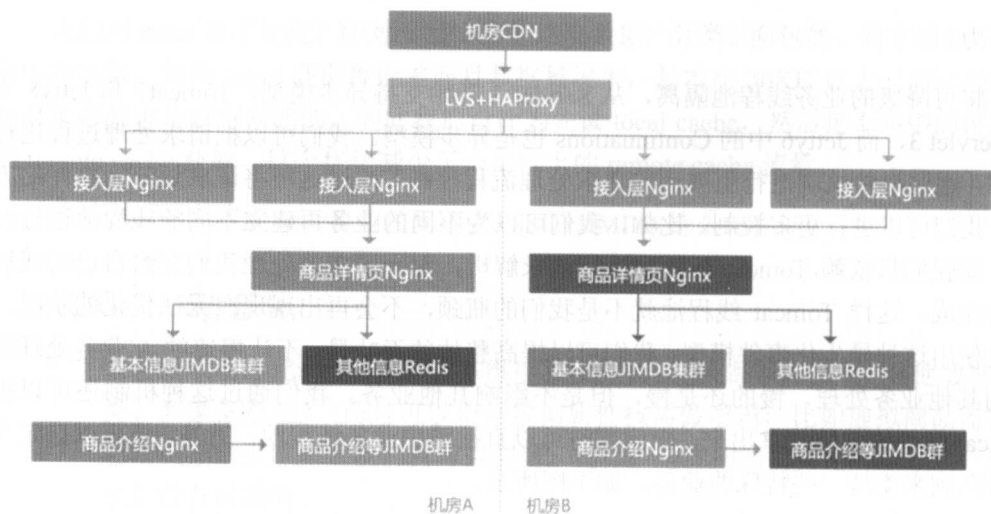 机房CDN
LVS+HAProxy
接入层Nginx 接入层Nginx 接入层Nginx 接入层Nginx
商品详情页Nginx 商品详情页Nginx
基本信息JIMDB集群 其他信息Redis 基本信息JIMDB集群 其他信息Redis
商品介绍Nginx 商品介绍等JIMDB群 商品介绍Nginx 商品介绍等JIMDB群
机房A 机房B